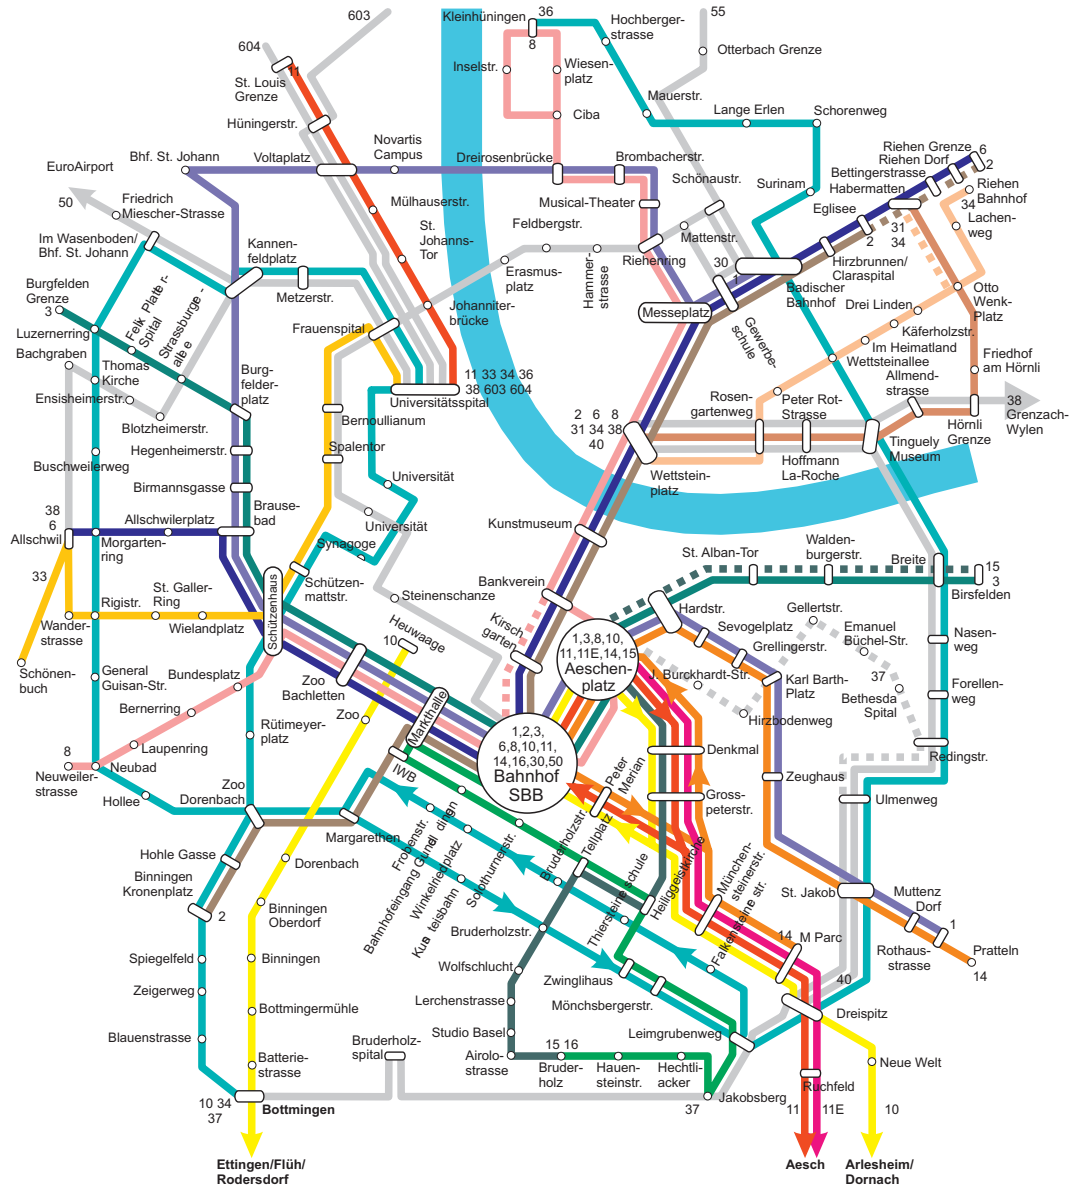 603
Kleinhüningen
36
Hochberger-
strasse
55
604
11
8
Otterbach Grenze
St. Louis
Grenze
Inselstr.
Wiesen-
platz
Mauerstr.
Hüningerstr.
Ciba
Lange Erlen
Schorenweg
Bhf. St. Johann
Voltaplatz
Novartis
Campus
Dreirosenbrücke
Brombacherstr.
Riehen Grenze
6
Riehen Dorf
2
Bettingerstrasse
Habermatten
EuroAirport
50
Schönaustr.
Surinam
Riehen
Bahnhof
34
Friedrich
Miescher-Strasse
Mülhauserstr.
Musical-Theater
Eglisee
2
31
34
Lachen-
weg
Im Wasenboden/
Bhf. St. Johann
Kannen-
feldplatz
St.
Johanns-
Tor
Feldbergstr.
Mattenstr.
Riehenring
Hirzbrunnen/
Claraspital
Burgfelden
Grenze
3
Felix Platter-
Spital
Strassburger-
allee
Metzerstr.
Erasmus-
platz
Hammer-
strasse
30
1
Badischer
Bahnhof
Otto
Wenk-
Platz
Luzernerring
Frauenspital
Johanniter-
brücke
Messeplatz
Gewerbe-
schule
Drei Linden
Käferholzstr.
Bachgraben
Thomas
Kirche
Im Heimatland
Wettsteinallee
Friedhof
am Hörnli
Ensisheimerstr.
Burg-
felder-
platz
11 33 34 36
38 603 604
Universitätsspital
Allmend-
strasse
38
Grenzach-
Wylen
Blotzheimerstr.
Bernoullianum
2 6 8
31 34 38
40
Rosen-
gartenweg
Peter Rot-
Strasse
Hörnli
Grenze
Hegenheimerstr.
Spalentor
Tinguely
Museum
Buschweilerweg
Wettstein-
platz
Hoffmann
La-Roche
Birmannsgasse
Universität
38
6
Allschwil
Allschwilerplatz
Brause-
bad
Universität
Kunstmuseum
Morgarten-
ring
Synagoge
St. Alban-Tor
Walden-
burgerstr.
Breite
15
3
Birsfelden
33
St. Galler-
Ring
Schützenhaus
Schützen-
mattstr.
Bankverein
Rigistr.
Steinenschanze
Hardstr.
Gellertstr.
Wander-
strasse
Wielandplatz
Heuwaage
10
Kirsch
garten
1,3,8,10,
11,11E,14,15
Aeschen-
platz
Sevogelplatz
Grellingerstr.
Emanuel
Büchel-Str.
Nasen-
weg
Schönen-
buch
General
Guisan-Str.
Bundesplatz
Zoo
Bachletten
J. Burckhardt-Str.
Karl Barth-
Platz
37
Bethesda
Spital
Forellen-
weg
Bernerring
Zoo
Markthalle
Hirzbodenweg
Rütimeyer-
platz
1,2,3,
6,8,10,11,
14,16,30,50
Bahnhof
SBB
Denkmal
Redingstr.
8
Neuweiler-
strasse
Laupenring
Neubad
IWB
Peter
Merian
Zeughaus
Hollee
Zoo
Dorenbach
Gross-
peterstr.
Ulmenweg
Margarethen
Frobenstr.
Bahnhofeingang Gundeldingen
Winkelriedplatz
Kunsteisbahn
Solothurnerstr.
Bruderholzstr.
Tellplatz
Thiersteinerschule
Heiliggeistkirche
München-
steinerstr.
Falkensteinerstr.
Hohle Gasse
Dorenbach
Binningen
Kronenplatz
2
Binningen
Oberdorf
Bruderholzstr.
St. Jakob
Muttenz
Dorf
1
14
M Parc
Rothaus-
strasse
Pratteln
14
Spiegelfeld
Binningen
Wolfschlucht
Zwinglihaus
40
Zeigerweg
Bottmingermühle
Lerchenstrasse
Mönchsbergerstr.
Dreispitz
Blauenstrasse
Bruderholz-
spital
Studio Basel
Leimgrubenweg
Batterie-
strasse
Airolo-
strasse
15 16
Bruder-
holz
Hauen-
steinstr.
Hechtli-
acker
Neue Welt
Ruchfeld
10 34
37
Bottmingen
37
Jakobsberg
11
11E
10
Ettingen/Flüh/
Rodersdorf
Aesch
Arlesheim/
Dornach